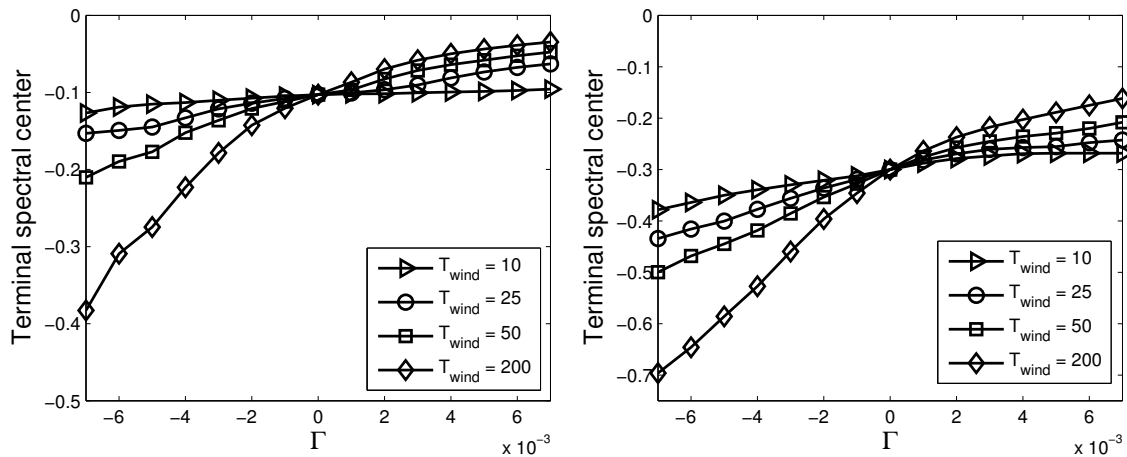 Terminal spectral center
0
−0.1
−0.2
−0.3
−0.4
−0.5
−6
−4
−2
0
2
4
6
Γ
x 10⁻³
T_wind = 10
T_wind = 25
T_wind = 50
T_wind = 200
Terminal spectral center
0
−0.1
−0.2
−0.3
−0.4
−0.5
−0.6
−0.7
−6
−4
−2
0
2
4
6
Γ
x 10⁻³
T_wind = 10
T_wind = 25
T_wind = 50
T_wind = 200